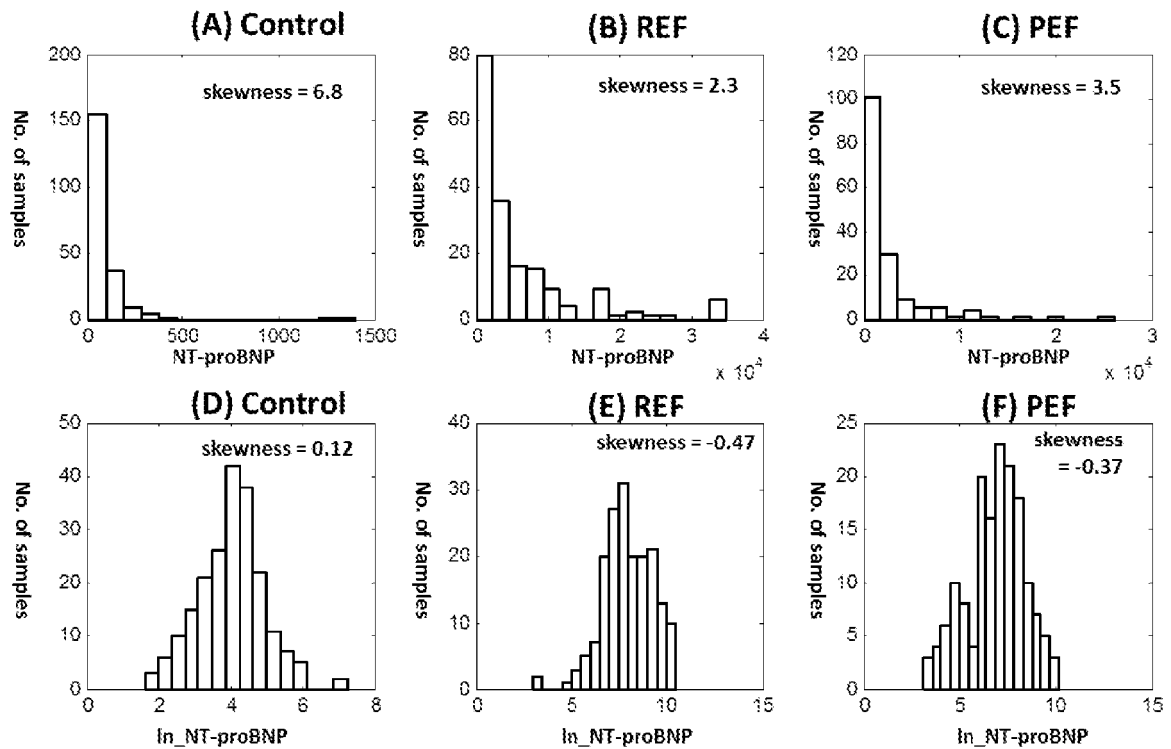 (A) Control
(B) REF
(C) PEF
200
150
100
50
0
No. of samples
skewness = 6.8
0
500
1000
1500
NT-proBNP
80
60
40
20
0
No. of samples
skewness = 2.3
0
1
2
3
4
NT-proBNP
x 10^4
120
100
80
60
40
20
0
No. of samples
skewness = 3.5
0
1
2
3
NT-proBNP
x 10^4
(D) Control
(E) REF
(F) PEF
50
40
30
20
10
0
No. of samples
skewness = 0.12
0
2
4
6
8
ln_NT-proBNP
40
30
20
10
0
No. of samples
skewness = -0.47
0
5
10
15
ln_NT-proBNP
25
20
15
10
5
0
No. of samples
skewness
= -0.37
0
5
10
15
ln_NT-proBNP